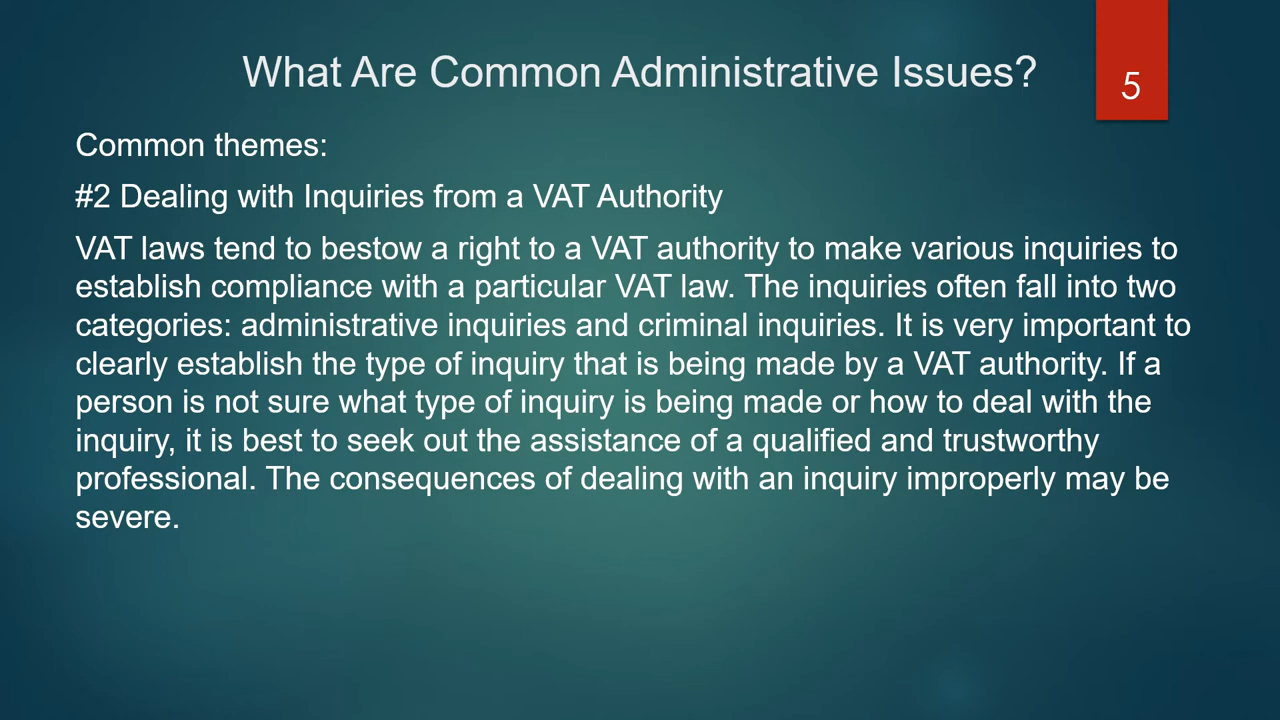 What Are Common Administrative Issues?
5
Common themes:
#2 Dealing with Inquiries from a VAT Authority
VAT laws tend to bestow a right to a VAT authority to make various inquiries to
establish compliance with a particular VAT law. The inquiries often fall into two
categories: administrative inquiries and criminal inquiries. It is very important to
clearly establish the type of inquiry that is being made by a VAT authority. If a
person is not sure what type of inquiry is being made or how to deal with the
inquiry, it is best to seek out the assistance of a qualified and trustworthy
professional. The consequences of dealing with an inquiry improperly may be
severe.